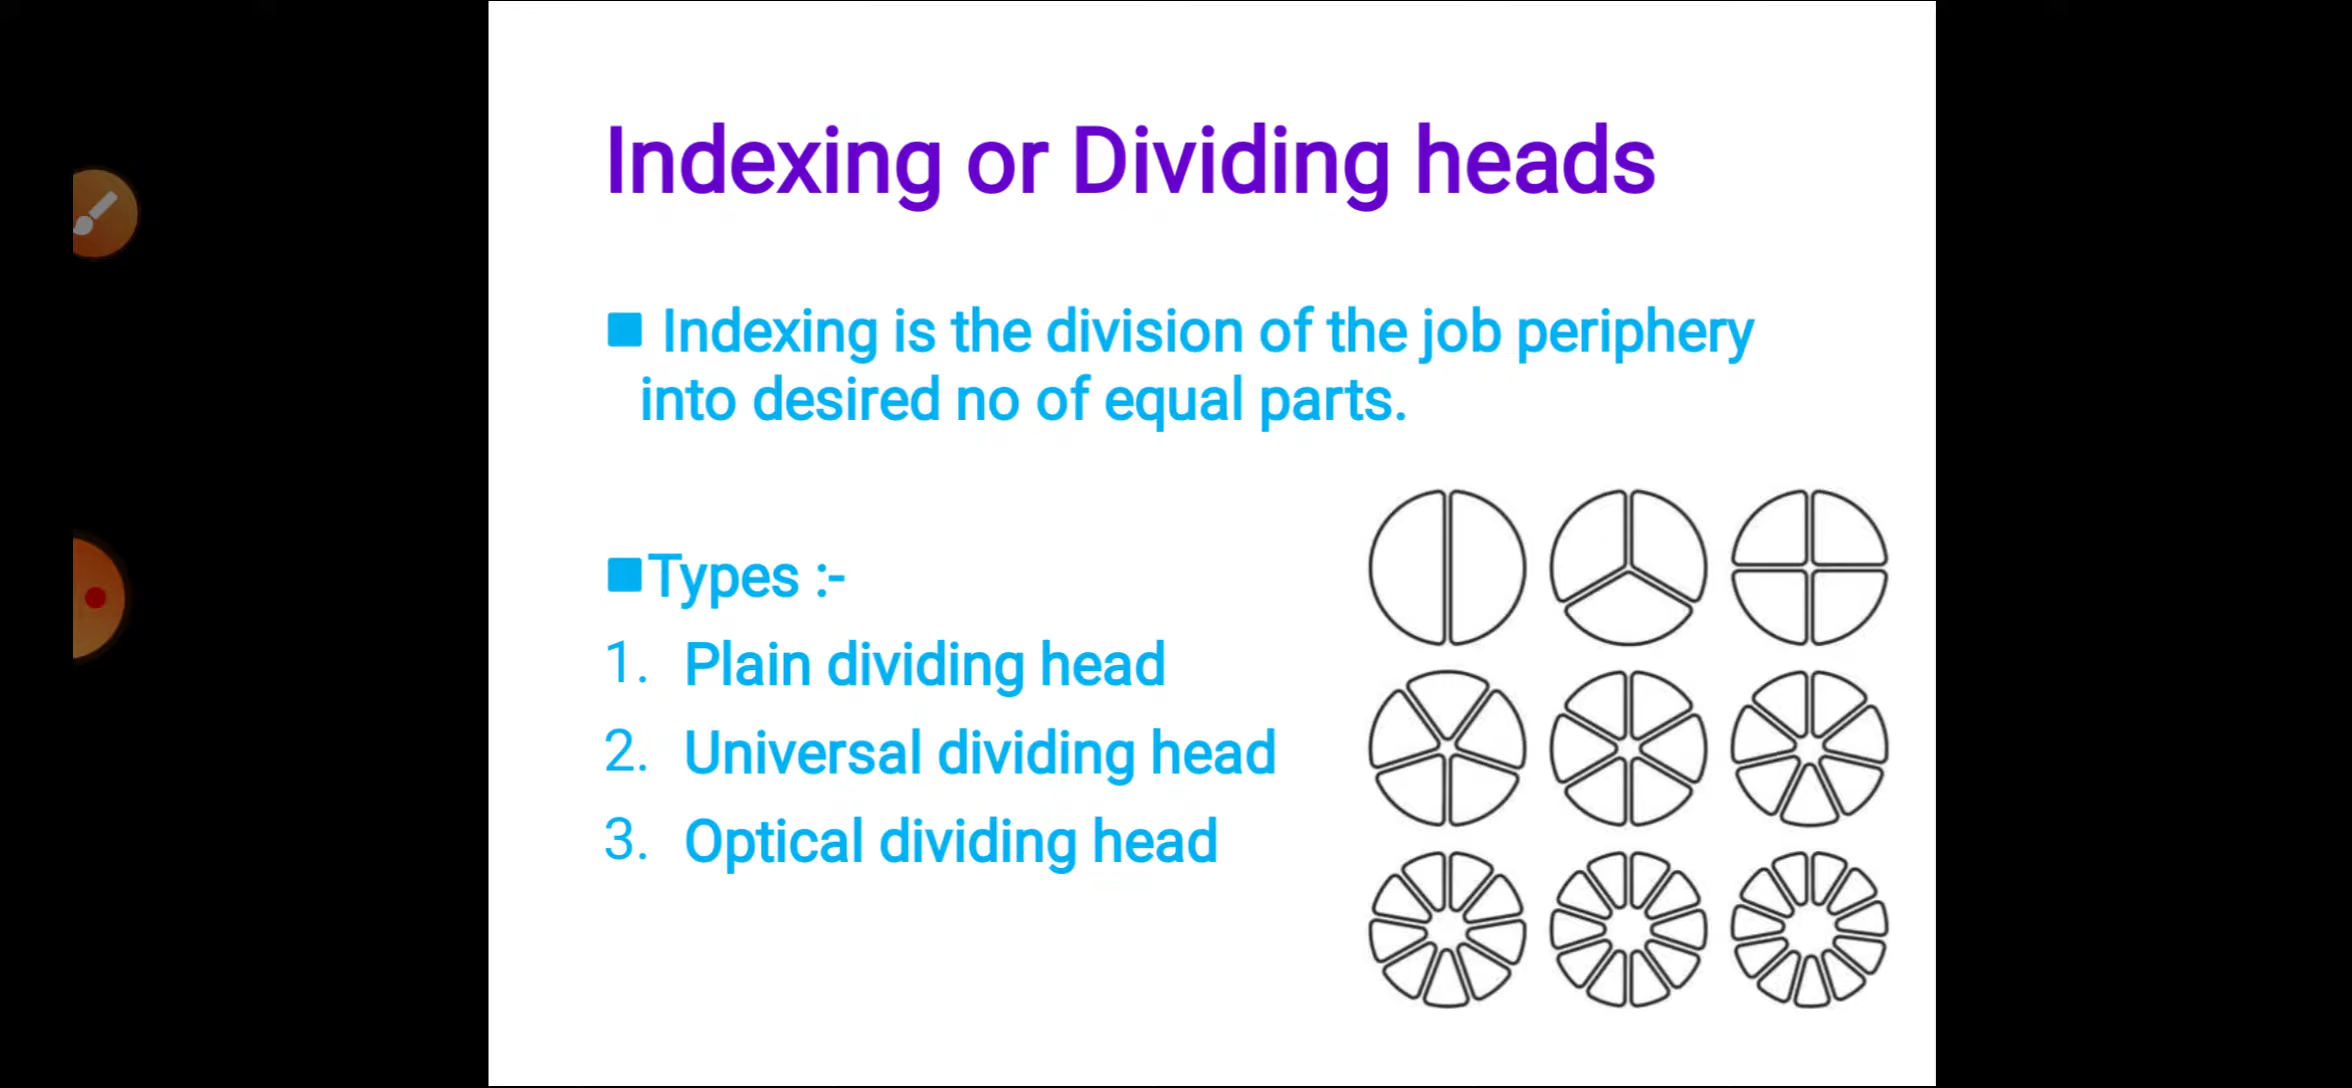 Indexing or Dividing heads
Indexing is the division of the job periphery
into desired no of equal parts.
Types :-
1. Plain dividing head
2. Universal dividing head
3. Optical dividing head